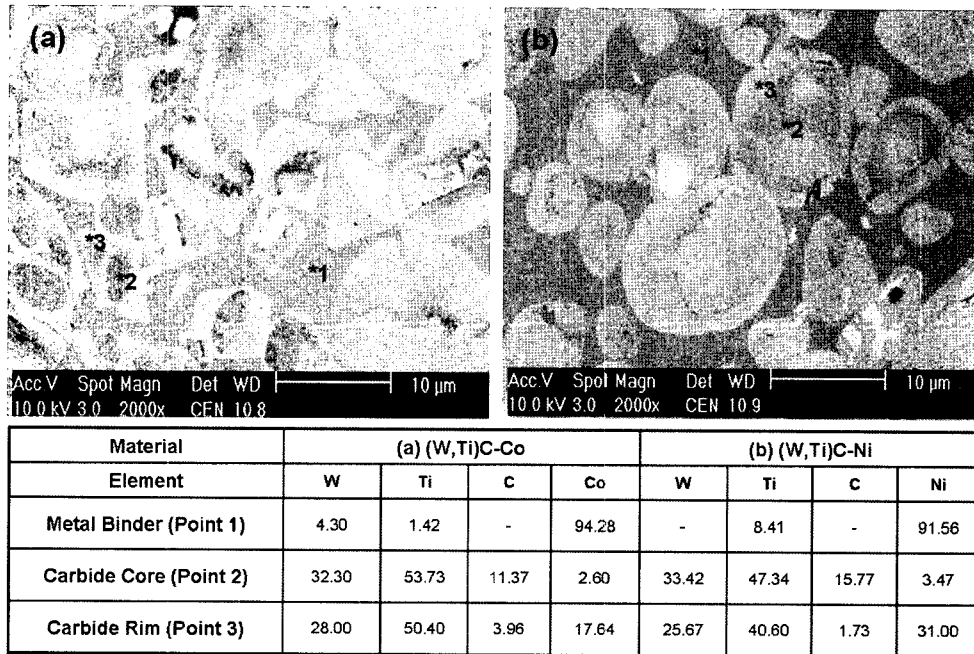 (a)
*3
*2
*1
Acc.V Spot Magn Det WD 10 µm
10.0 kV 3.0 2000x CEN 10.8
(b)
*1
*3
*2
Acc.V Spot Magn Det WD 10 µm
10.0 kV 3.0 2000x CEN 10.9
Material (a) (W,Ti)C-Co (b) (W,Ti)C-Ni
Element W Ti C Co W Ti C Ni
Metal Binder (Point 1) 4.30 1.42 - 94.28 - 8.41 - 91.56
Carbide Core (Point 2) 32.30 53.73 11.37 2.60 33.42 47.34 15.77 3.47
Carbide Rim (Point 3) 28.00 50.40 3.96 17.64 25.67 40.60 1.73 31.00